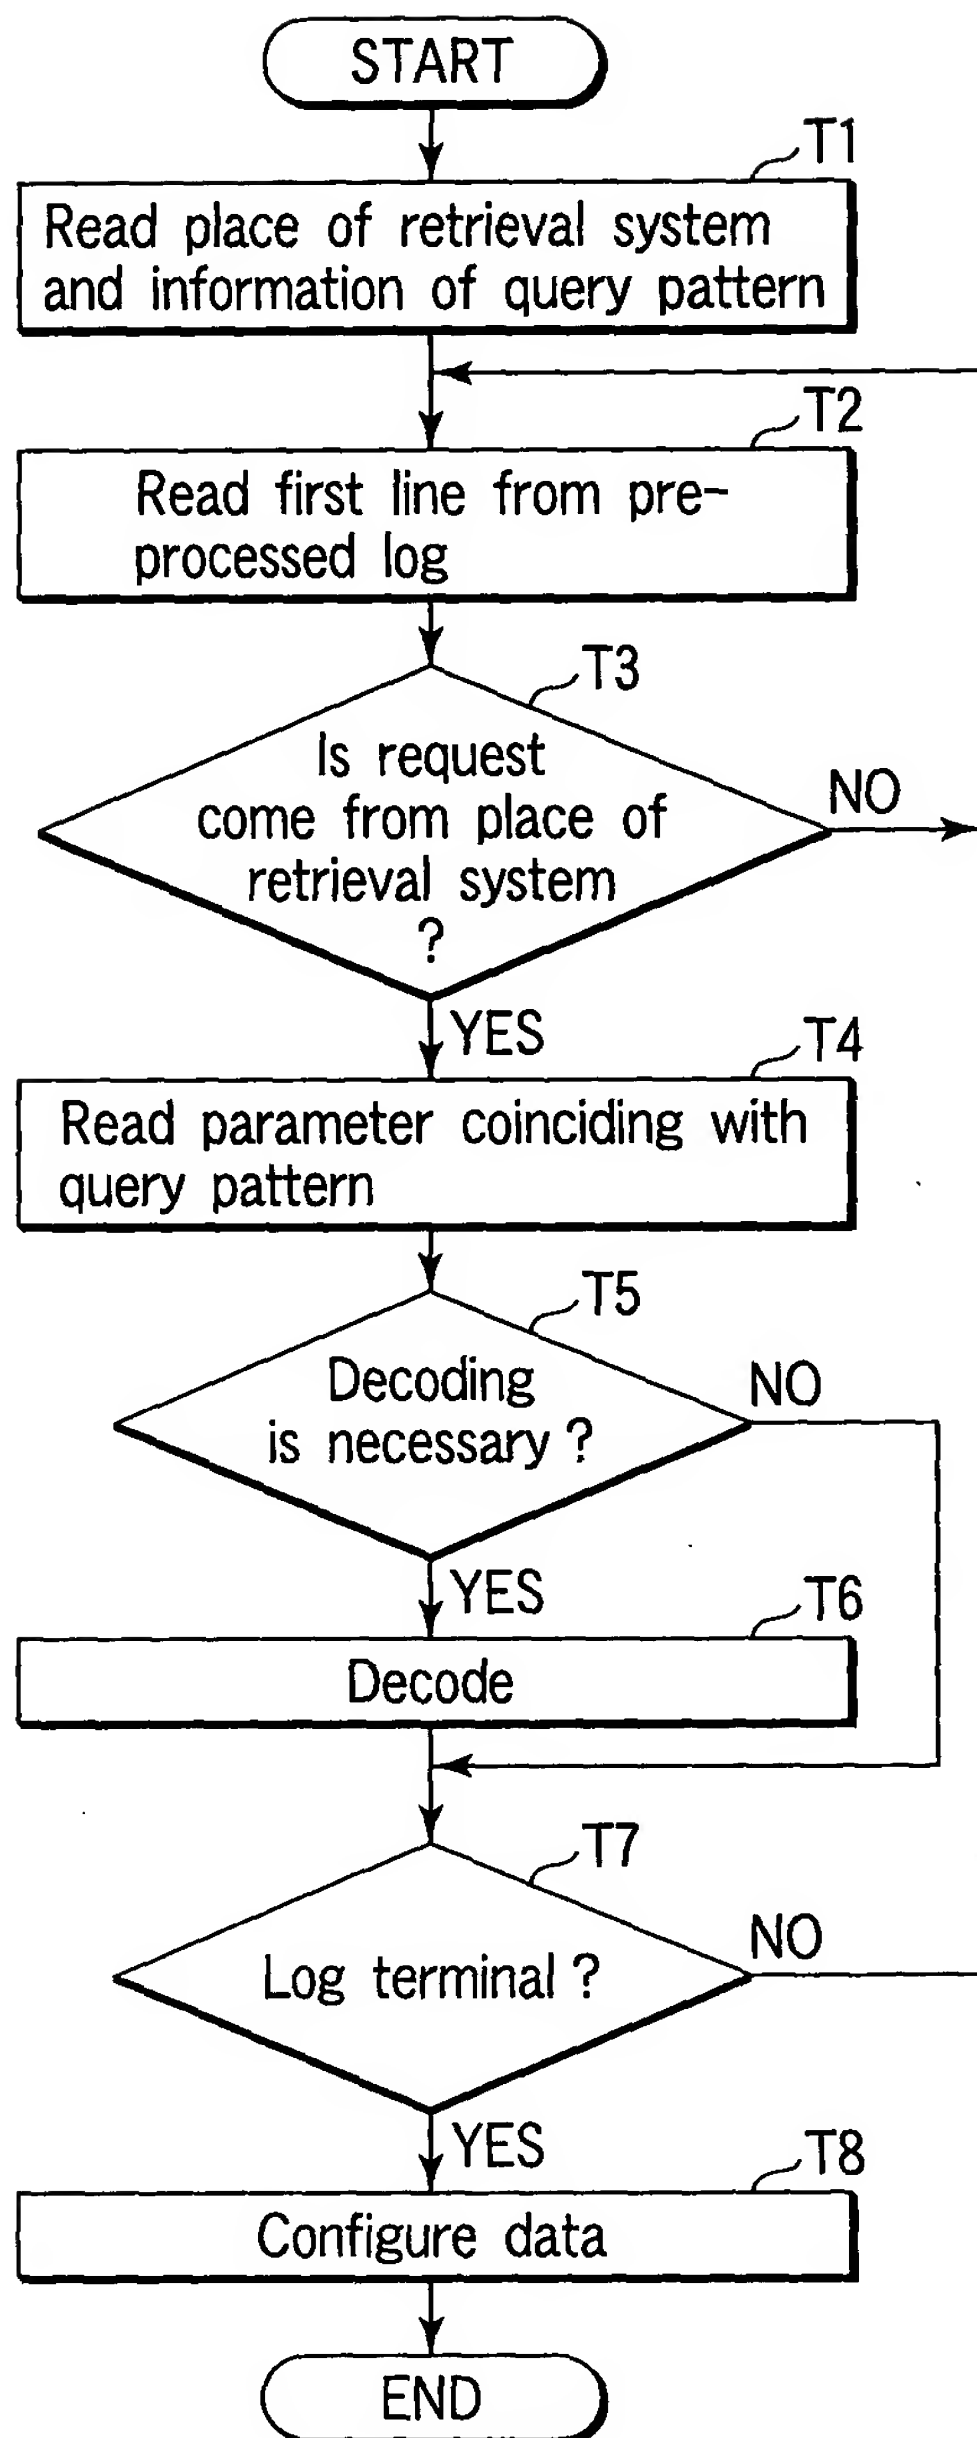 START
T1
Read place of retrieval system
and information of query pattern
T2
Read first line from pre-
processed log
T3
Is request
come from place of
retrieval system
?
NO
YES
T4
Read parameter coinciding with
query pattern
T5
Decoding
is necessary ?
NO
YES
T6
Decode
T7
Log terminal ?
NO
YES
T8
Configure data
END